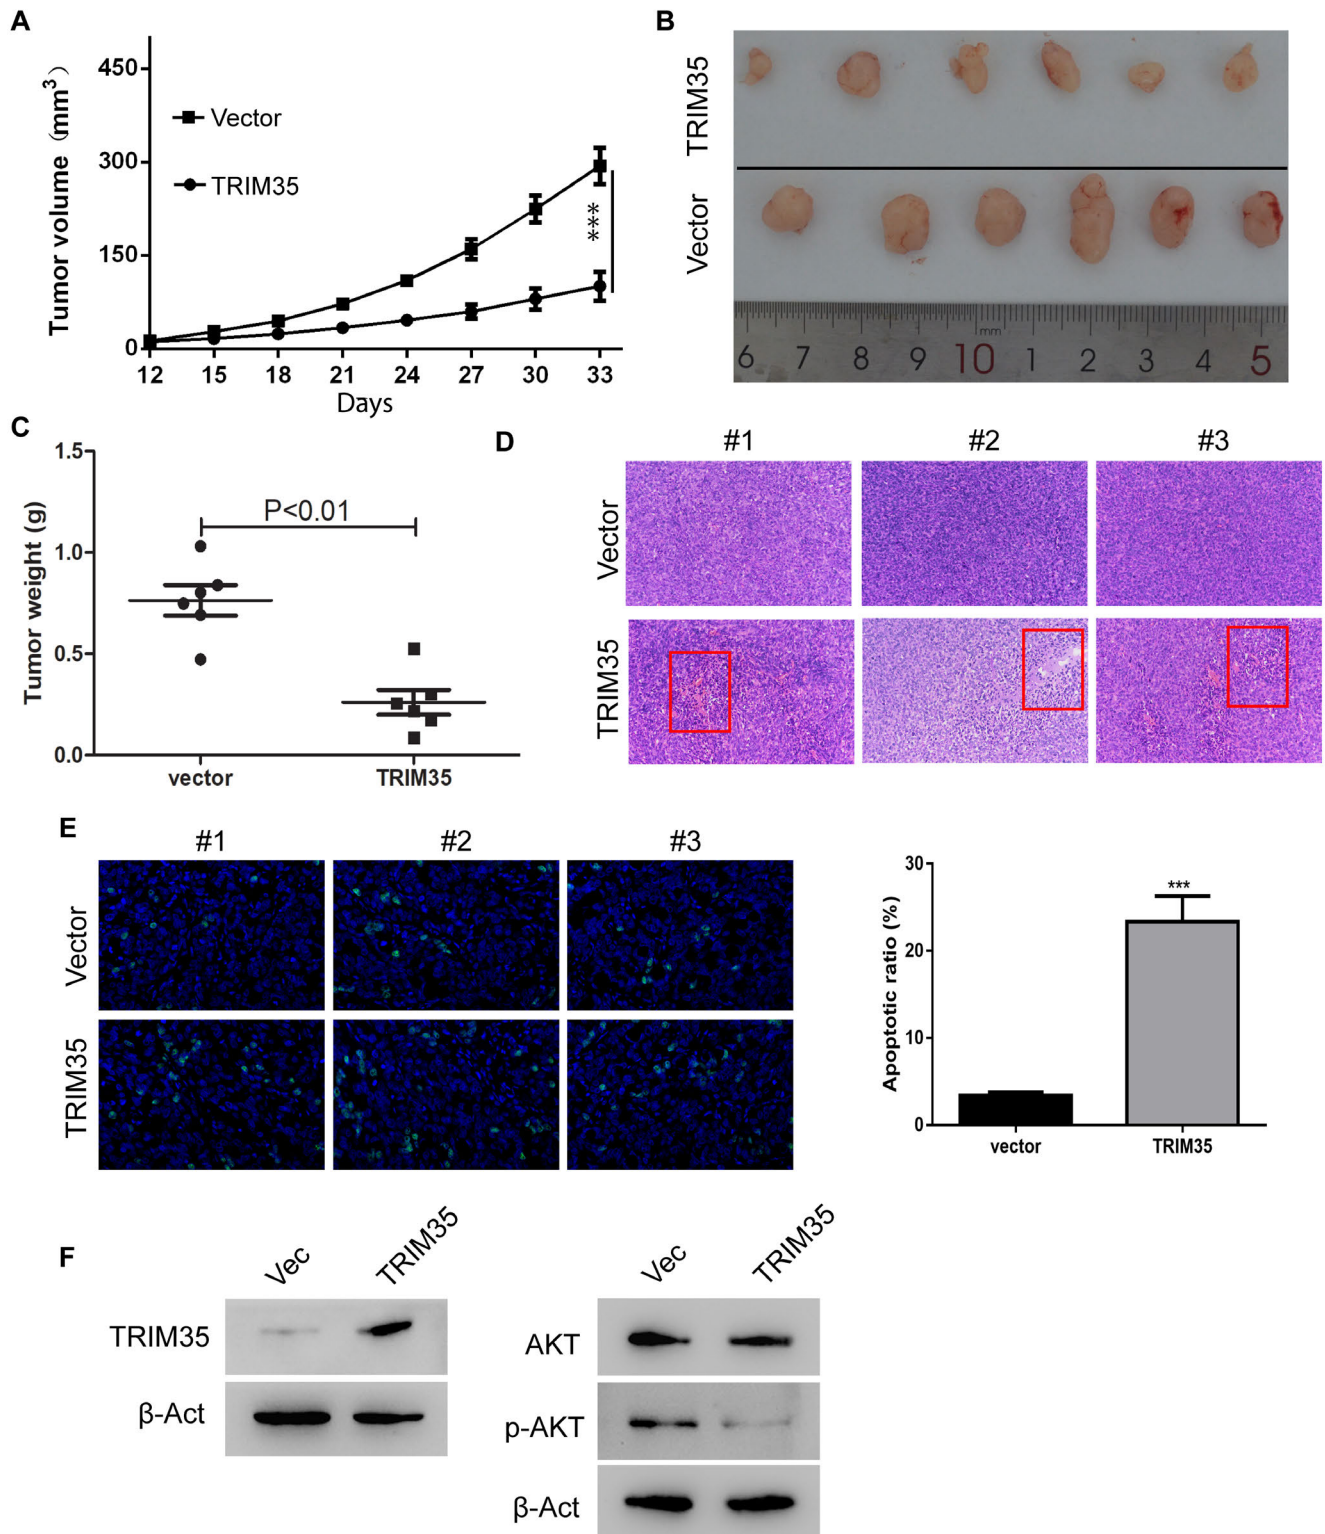 A
Tumor volume (mm³)
450
300
150
0
Vector
TRIM35
***
12 15 18 21 24 27 30 33
Days
B
TRIM35
Vector
mm
6 7 8 9 10 1 2 3 4 5
C
Tumor weight (g)
1.5
1.0
0.5
0.0
P<0.01
vector TRIM35
D
#1 #2 #3
Vector
TRIM35
E
#1 #2 #3
Vector
TRIM35
Apoptotic ratio (%)
30
20
10
0
***
vector TRIM35
F
Vec TRIM35
TRIM35
β-Act
Vec TRIM35
AKT
p-AKT
β-Act